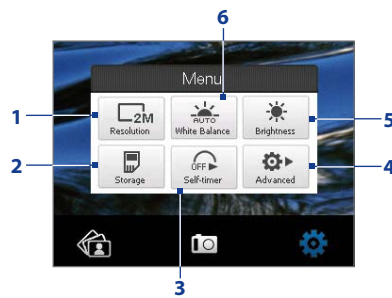 6
Menu
1
2M
AUTO
5
Resolution
White Balance
Brightness
2
OFF
4
Storage
Self-timer
Advanced
3